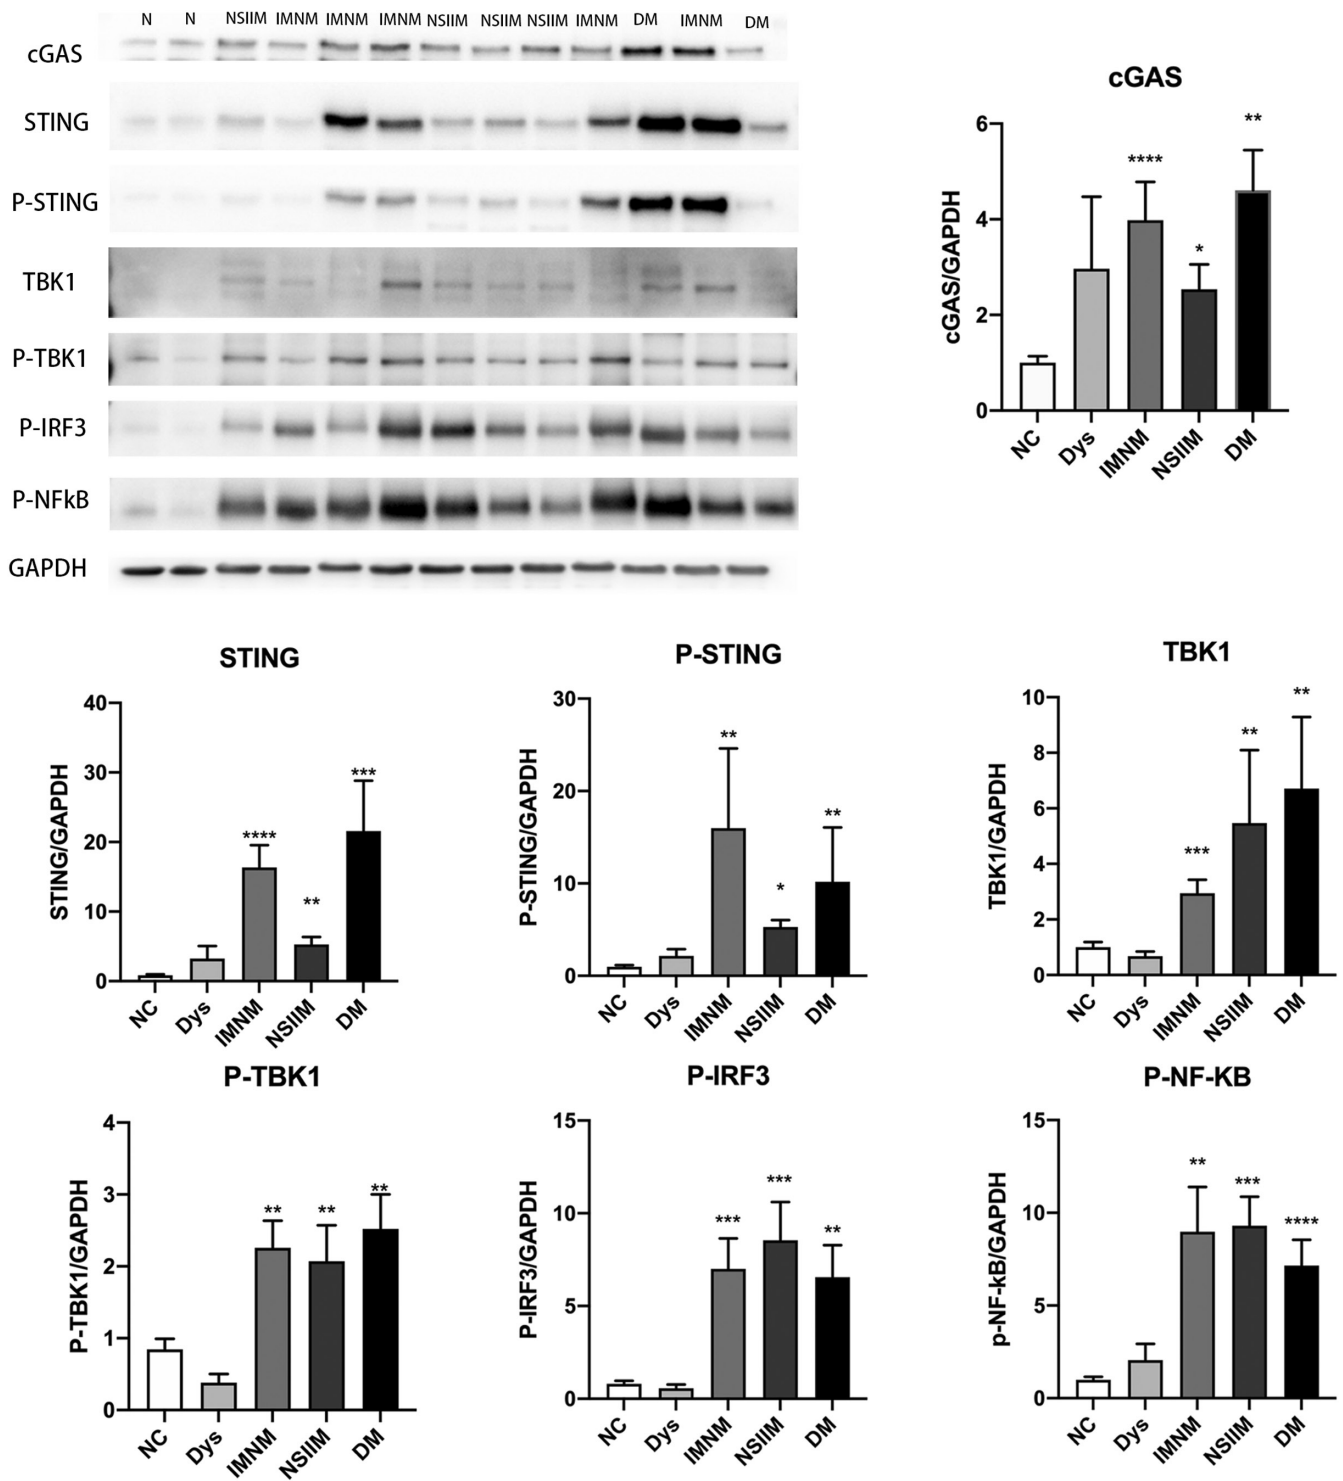 N N NSIIM IMNM IMNM IMNM NSIIM NSIIM NSIIM IMNM DM IMNM DM
cGAS
STING
P-STING
TBK1
P-TBK1
P-IRF3
P-NFkB
GAPDH
cGAS
cGAS/GAPDH
6
4
2
0
**
****
*
NC Dys IMNM NSIIM DM
STING
STING/GAPDH
40
30
20
10
0
****
**
***
NC Dys IMNM NSIIM DM
P-STING
P-STING/GAPDH
30
20
10
0
**
*
**
NC Dys IMNM NSIIM DM
TBK1
TBK1/GAPDH
10
8
6
4
2
0
***
**
**
NC Dys IMNM NSIIM DM
P-TBK1
P-TBK1/GAPDH
4
3
2
1
0
**
**
**
NC Dys IMNM NSIIM DM
P-IRF3
P-IRF3/GAPDH
15
10
5
0
***
***
**
NC Dys IMNM NSIIM DM
P-NF-KB
p-NF-kB/GAPDH
15
10
5
0
**
***
****
NC Dys IMNM NSIIM DM